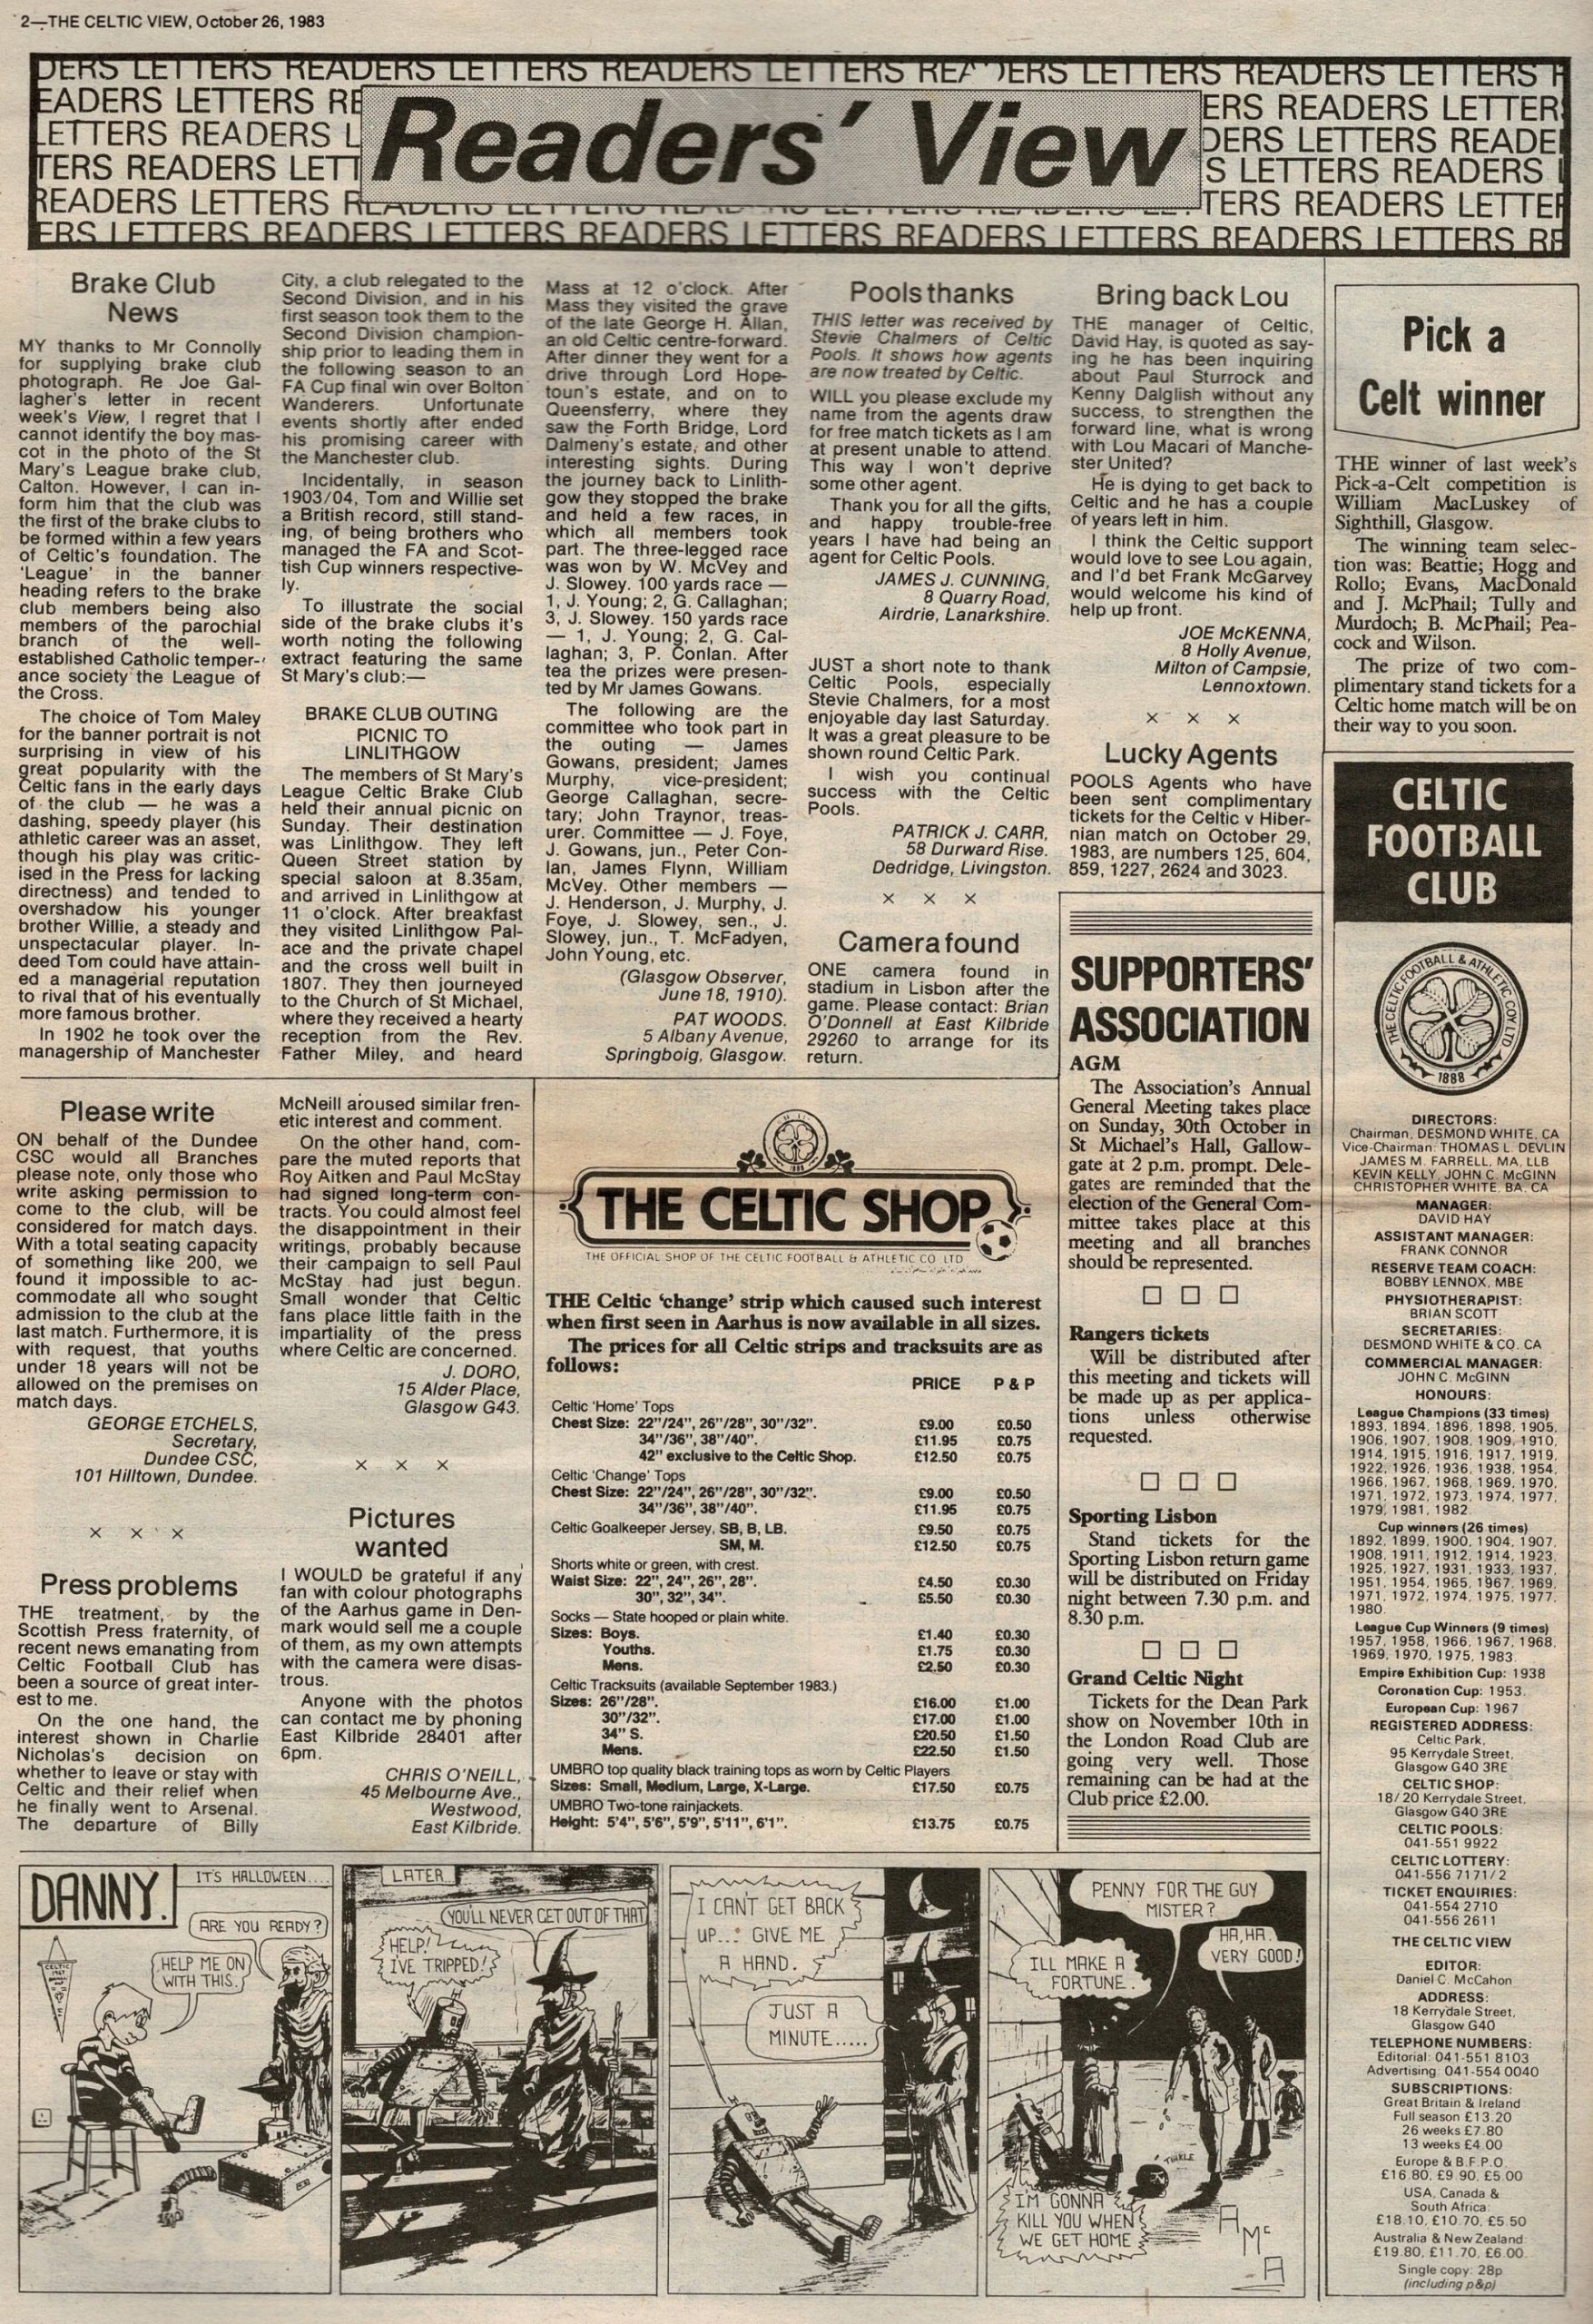 2—THE CELTIC VIEW, October 26, 1983
DERS LETTERS READERS LETTERS READERS LETTERS READERS LETTERS READERS LETTERS R
EADERS LETTERS RE
ERS READERS LETTER
LETTERS READERS L
DERS LETTERS READE
TERS READERS LETT
S LETTERS READERS L
READERS LETTERS READERS LETTERS READERS LETTERS READERS LETTERS READERS LETTER
ERS LETTERS READERS LETTERS READERS LETTERS READERS LETTERS READERS LETTERS RE
Readers' View
Brake Club
News
MY thanks to Mr Connolly
for supplying brake club
photograph. Re Joe Gal-
lagher's letter in recent
week's View, I regret that I
cannot identify the boy mas-
cot in the photo of the St
Mary's League brake club,
Calton. However, I can in-
form him that the club was
the first of the brake clubs to
be formed within a few years
of Celtic's foundation. The
'League' in the banner
heading refers to the brake
club members being also
members of the parochial
branch of the well-
established Catholic temper-
ance society the League of
the Cross.
The choice of Tom Maley
for the banner portrait is not
surprising in view of his
great popularity with the
Celtic fans in the early days
of the club — he was a
dashing, speedy player (his
athletic career was an asset,
though his play was critic-
ised in the Press for lacking
directness) and tended to
overshadow his younger
brother Willie, a steady and
unspectacular player. In-
deed Tom could have attain-
ed a managerial reputation
to rival that of his eventually
more famous brother.
In 1902 he took over the
managership of Manchester
City, a club relegated to the
Second Division, and in his
first season took them to the
Second Division champion-
ship prior to leading them in
the following season to an
FA Cup final win over Bolton
Wanderers. Unfortunate
events shortly after ended
his promising career with
the Manchester club.
Incidentally, in season
1903/04, Tom and Willie set
a British record, still stand-
ing, of being brothers who
managed the FA and Scot-
tish Cup winners respective-
ly.
To illustrate the social
side of the brake clubs it's
worth noting the following
extract featuring the same
St Mary's club:—
BRAKE CLUB OUTING
PICNIC TO
LINLITHGOW
The members of St Mary's
League Celtic Brake Club
held their annual picnic on
Sunday. Their destination
was Linlithgow. They left
Queen Street station by
special saloon at 8.35am,
and arrived in Linlithgow at
11 o'clock. After breakfast
they visited Linlithgow Pal-
ace and the private chapel
and the cross well built in
1807. They then journeyed
to the Church of St Michael,
where they received a hearty
reception from the Rev.
Father Miley, and heard
Mass at 12 o'clock. After
Mass they visited the grave
of the late George H. Allan,
an old Celtic centre-forward.
After dinner they went for a
drive through Lord Hope-
toun's estate, and on to
Queensferry, where they
saw the Forth Bridge, Lord
Dalmeny's estate, and other
interesting sights. During
the journey back to Linlith-
gow they stopped the brake
and held a few races, in
which all members took
part. The three-legged race
was won by W. McVey and
J. Slowey. 100 yards race —
1, J. Young; 2, G. Callaghan;
3, J. Slowey. 150 yards race
— 1, J. Young; 2, G. Cal-
laghan; 3, P. Conlan. After
tea the prizes were presen-
ted by Mr James Gowans.
The following are the
committee who took part in
the outing — James
Gowans, president; James
Murphy, vice-president;
George Callaghan, secre-
tary; John Traynor, treas-
urer. Committee — J. Foye,
J. Gowans, jun., Peter Con-
lan, James Flynn, William
McVey. Other members —
J. Henderson, J. Murphy, J.
Foye, J. Slowey, sen., J.
Slowey, jun., T. McFadyen,
John Young, etc.
(Glasgow Observer,
June 18, 1910).
PAT WOODS.
5 Albany Avenue,
Springboig, Glasgow.
Pools thanks
THIS letter was received by
Stevie Chalmers of Celtic
Pools. It shows how agents
are now treated by Celtic.
WILL you please exclude my
name from the agents draw
for free match tickets as I am
at present unable to attend.
This way I won't deprive
some other agent.
Thank you for all the gifts,
and happy trouble-free
years I have had being an
agent for Celtic Pools.
JAMES J. CUNNING,
8 Quarry Road,
Airdrie, Lanarkshire.
JUST a short note to thank
Celtic Pools, especially
Stevie Chalmers, for a most
enjoyable day last Saturday.
It was a great pleasure to be
shown round Celtic Park.
I wish you continual
success with the Celtic
Pools.
PATRICK J. CARR,
58 Durward Rise.
Dedridge, Livingston.
× × ×
Camera found
ONE camera found in
stadium in Lisbon after the
game. Please contact: Brian
O'Donnell at East Kilbride
29260 to arrange for its
return.
Bring back Lou
THE manager of Celtic,
David Hay, is quoted as say-
ing he has been inquiring
about Paul Sturrock and
Kenny Dalglish without any
success, to strengthen the
forward line, what is wrong
with Lou Macari of Manche-
ster United?
He is dying to get back to
Celtic and he has a couple
of years left in him.
I think the Celtic support
would love to see Lou again,
and I'd bet Frank McGarvey
would welcome his kind of
help up front.
JOE McKENNA,
8 Holly Avenue,
Milton of Campsie,
Lennoxtown.
× × ×
Lucky Agents
POOLS Agents who have
been sent complimentary
tickets for the Celtic v Hiber-
nian match on October 29,
1983, are numbers 125, 604,
859, 1227, 2624 and 3023.
Pick a
Celt winner
THE winner of last week's
Pick-a-Celt competition is
William MacLuskey of
Sighthill, Glasgow.
The winning team selec-
tion was: Beattie; Hogg and
Rollo; Evans, MacDonald
and J. McPhail; Tully and
Murdoch; B. McPhail; Pea-
cock and Wilson.
The prize of two com-
plimentary stand tickets for a
Celtic home match will be on
their way to you soon.
Please write
ON behalf of the Dundee
CSC would all Branches
please note, only those who
write asking permission to
come to the club, will be
considered for match days.
With a total seating capacity
of something like 200, we
found it impossible to ac-
commodate all who sought
admission to the club at the
last match. Furthermore, it is
with request, that youths
under 18 years will not be
allowed on the premises on
match days.
GEORGE ETCHELS,
Secretary,
Dundee CSC,
101 Hilltown, Dundee.
× × ×
Press problems
THE treatment, by the
Scottish Press fraternity, of
recent news emanating from
Celtic Football Club has
been a source of great inter-
est to me.
On the one hand, the
interest shown in Charlie
Nicholas's decision on
whether to leave or stay with
Celtic and their relief when
he finally went to Arsenal.
The departure of Billy
McNeill aroused similar fren-
etic interest and comment.
On the other hand, com-
pare the muted reports that
Roy Aitken and Paul McStay
had signed long-term con-
tracts. You could almost feel
the disappointment in their
writings, probably because
their campaign to sell Paul
McStay had just begun.
Small wonder that Celtic
fans place little faith in the
impartiality of the press
where Celtic are concerned.
J. DORO,
15 Alder Place,
Glasgow G43.
× × ×
Pictures
wanted
I WOULD be grateful if any
fan with colour photographs
of the Aarhus game in Den-
mark would sell me a couple
of them, as my own attempts
with the camera were disas-
trous.
Anyone with the photos
can contact me by phoning
East Kilbride 28401 after
6pm.
CHRIS O'NEILL,
45 Melbourne Ave.,
Westwood,
East Kilbride.
THE CELTIC SHOP
THE OFFICIAL SHOP OF THE CELTIC FOOTBALL & ATHLETIC CO LTD
THE Celtic 'change' strip which caused such interest
when first seen in Aarhus is now available in all sizes.
The prices for all Celtic strips and tracksuits are as
follows:
PRICE P & P
Celtic 'Home' Tops
Chest Size: 22"/24", 26"/28", 30"/32". £9.00 £0.50
34"/36", 38"/40". £11.95 £0.75
42" exclusive to the Celtic Shop. £12.50 £0.75
Celtic 'Change' Tops
Chest Size: 22"/24", 26"/28", 30"/32". £9.00 £0.50
34"/36", 38"/40". £11.95 £0.75
Celtic Goalkeeper Jersey, SB, B, LB. £9.50 £0.75
SM, M. £12.50 £0.75
Shorts white or green, with crest.
Waist Size: 22", 24", 26", 28". £4.50 £0.30
30", 32", 34". £5.50 £0.30
Socks — State hooped or plain white.
Sizes: Boys. £1.40 £0.30
Youths. £1.75 £0.30
Mens. £2.50 £0.30
Celtic Tracksuits (available September 1983.)
Sizes: 26"/28". £16.00 £1.00
30"/32". £17.00 £1.00
34" S. £20.50 £1.50
Mens. £22.50 £1.50
UMBRO top quality black training tops as worn by Celtic Players
Sizes: Small, Medium, Large, X-Large. £17.50 £0.75
UMBRO Two-tone rainjackets.
Height: 5'4", 5'6", 5'9", 5'11", 6'1". £13.75 £0.75
SUPPORTERS'
ASSOCIATION
AGM
The Association's Annual
General Meeting takes place
on Sunday, 30th October in
St Michael's Hall, Gallow-
gate at 2 p.m. prompt. Dele-
gates are reminded that the
election of the General Com-
mittee takes place at this
meeting and all branches
should be represented.
Rangers tickets
Will be distributed after
this meeting and tickets will
be made up as per applica-
tions unless otherwise
requested.
Sporting Lisbon
Stand tickets for the
Sporting Lisbon return game
will be distributed on Friday
night between 7.30 p.m. and
8.30 p.m.
Grand Celtic Night
Tickets for the Dean Park
show on November 10th in
the London Road Club are
going very well. Those
remaining can be had at the
Club price £2.00.
CELTIC
FOOTBALL
CLUB
THE CELTIC FOOTBALL & ATHLETIC COY LTD
1888
DIRECTORS:
Chairman, DESMOND WHITE, CA
Vice-Chairman: THOMAS L. DEVLIN
JAMES M. FARRELL, MA, LLB
KEVIN KELLY, JOHN C. McGINN
CHRISTOPHER WHITE, BA, CA
MANAGER:
DAVID HAY
ASSISTANT MANAGER:
FRANK CONNOR
RESERVE TEAM COACH:
BOBBY LENNOX, MBE
PHYSIOTHERAPIST:
BRIAN SCOTT
SECRETARIES:
DESMOND WHITE & CO. CA
COMMERCIAL MANAGER:
JOHN C. McGINN
HONOURS:
League Champions (33 times)
1893, 1894, 1896, 1898, 1905,
1906, 1907, 1908, 1909, 1910,
1914, 1915, 1916, 1917, 1919,
1922, 1926, 1936, 1938, 1954,
1966, 1967, 1968, 1969, 1970,
1971, 1972, 1973, 1974, 1977,
1979, 1981, 1982.
Cup winners (26 times)
1892, 1899, 1900, 1904, 1907,
1908, 1911, 1912, 1914, 1923,
1925, 1927, 1931, 1933, 1937,
1951, 1954, 1965, 1967, 1969,
1971, 1972, 1974, 1975, 1977,
1980.
League Cup Winners (9 times)
1957, 1958, 1966, 1967, 1968,
1969, 1970, 1975, 1983.
Empire Exhibition Cup: 1938
Coronation Cup: 1953.
European Cup: 1967
REGISTERED ADDRESS:
Celtic Park,
95 Kerrydale Street,
Glasgow G40 3RE
CELTIC SHOP:
18/20 Kerrydale Street,
Glasgow G40 3RE
CELTIC POOLS:
041-551 9922
CELTIC LOTTERY:
041-556 7171/2
TICKET ENQUIRIES:
041-554 2710
041-556 2611
THE CELTIC VIEW
EDITOR:
Daniel C. McCahon
ADDRESS:
18 Kerrydale Street,
Glasgow G40
TELEPHONE NUMBERS:
Editorial: 041-551 8103
Advertising: 041-554 0040
SUBSCRIPTIONS:
Great Britain & Ireland
Full season £13.20
26 weeks £7.80
13 weeks £4.00
Europe & B.F.P.O.
£16.80, £9.90, £5.00
USA, Canada &
South Africa:
£18.10, £10.70, £5.50
Australia & New Zealand:
£19.80, £11.70, £6.00
Single copy: 28p
(including p&p)
DANNY.
IT'S HALLOWEEN....
ARE YOU READY?
HELP ME ON
WITH THIS.
CELTIC
LATER....
YOU'LL NEVER GET OUT OF THAT
HELP!
I'VE TRIPPED!
I CAN'T GET BACK
UP... GIVE ME
A HAND.
JUST A
MINUTE.....
PENNY FOR THE GUY
MISTER?
HA, HA.
VERY GOOD!
ILL MAKE A
FORTUNE.
TINKLE
I'M GONNA
KILL YOU WHEN
WE GET HOME
A
Mc
A